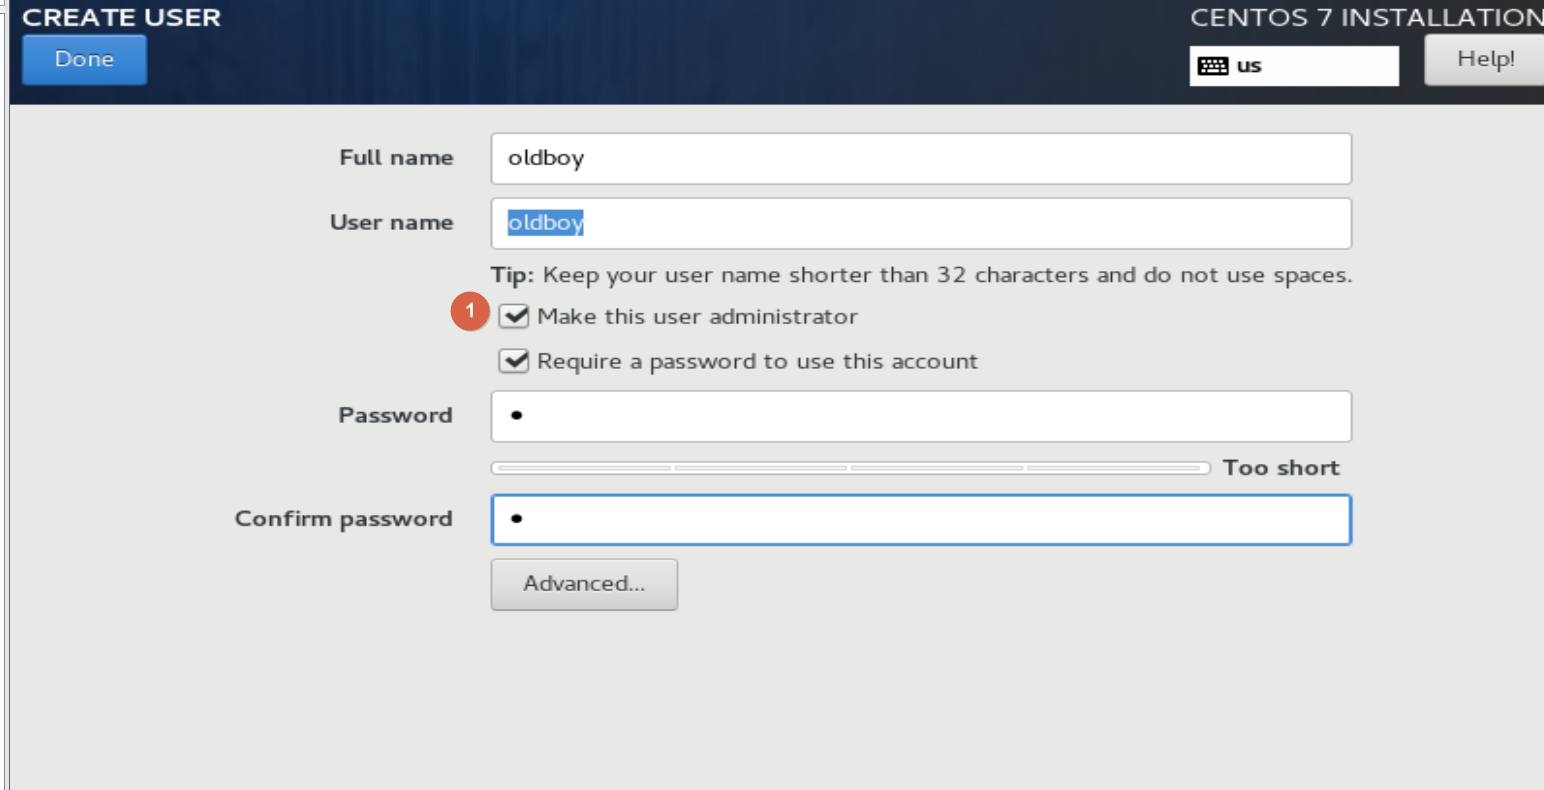 CREATE USER
CENTOS 7 INSTALLATION
Done
us
Help!
Full name
oldboy
User name
oldboy
Tip: Keep your user name shorter than 32 characters and do not use spaces.
1
Make this user administrator
Require a password to use this account
Password
•
Too short
Confirm password
•
Advanced...